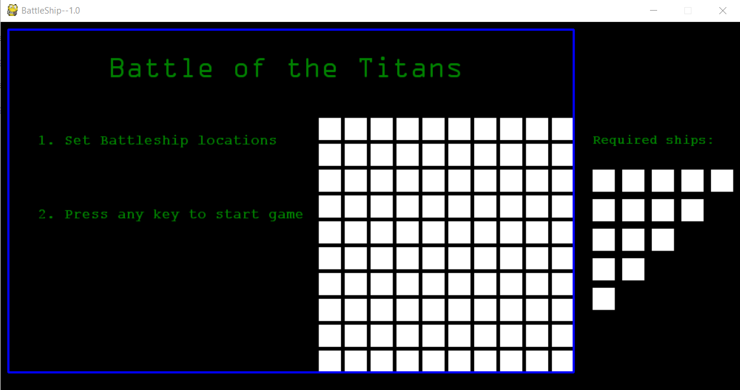 BattleShip--1.0
Battle of the Titans
1. Set Battleship locations
Required ships:
2. Press any key to start game